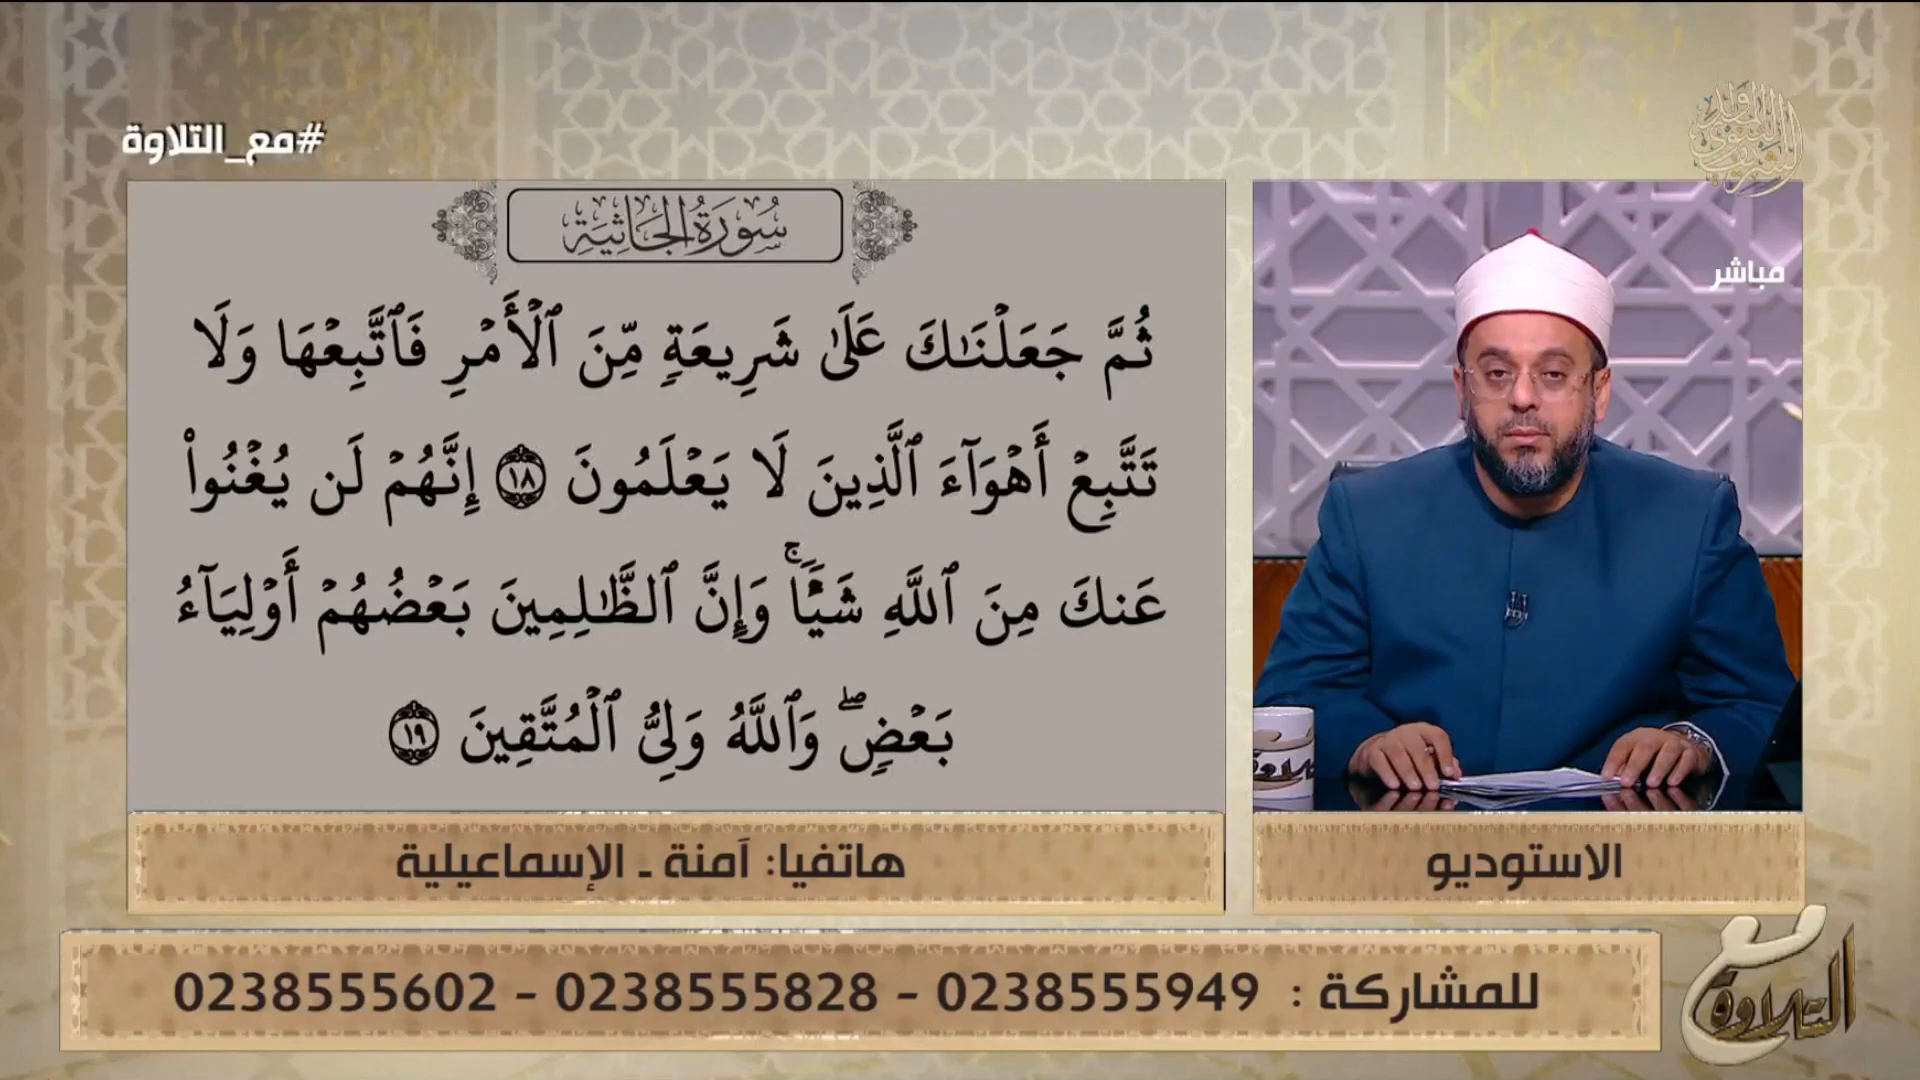 #مع_التلاوة
سُورَةُ الجَاثِيَةِ
مباشر
ثُمَّ جَعَلْنَٰكَ عَلَىٰ شَرِيعَةٖ مِّنَ ٱلْأَمْرِ فَٱتَّبِعْهَا وَلَا
تَتَّبِعْ أَهْوَآءَ ٱلَّذِينَ لَا يَعْلَمُونَ ١٨ إِنَّهُمْ لَن يُغْنُوا۟
عَنكَ مِنَ ٱللَّهِ شَيْـًٔاۚ وَإِنَّ ٱلظَّٰلِمِينَ بَعْضُهُمْ أَوْلِيَآءُ
بَعْضٖۖ وَٱللَّهُ وَلِىُّ ٱلْمُتَّقِينَ ١٩
هاتفيا: آمنة - الإسماعيلية
الاستوديو
للمشاركة : 0238555949 - 0238555828 - 0238555602
مع التلاوة